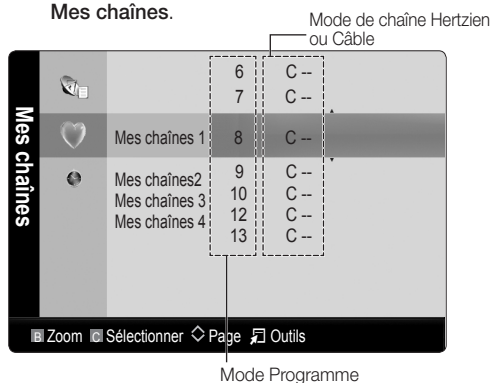 Mes chaînes.
Mode de chaîne Hertzien
ou Câble
Mes chaînes
6 C --
7 C --
Mes chaînes 1 8 C --
Mes chaînes2 9 C --
Mes chaînes 3 10 C --
Mes chaînes 4 12 C --
13 C --
B Zoom C Sélectionner Page Outils
Mode Programme